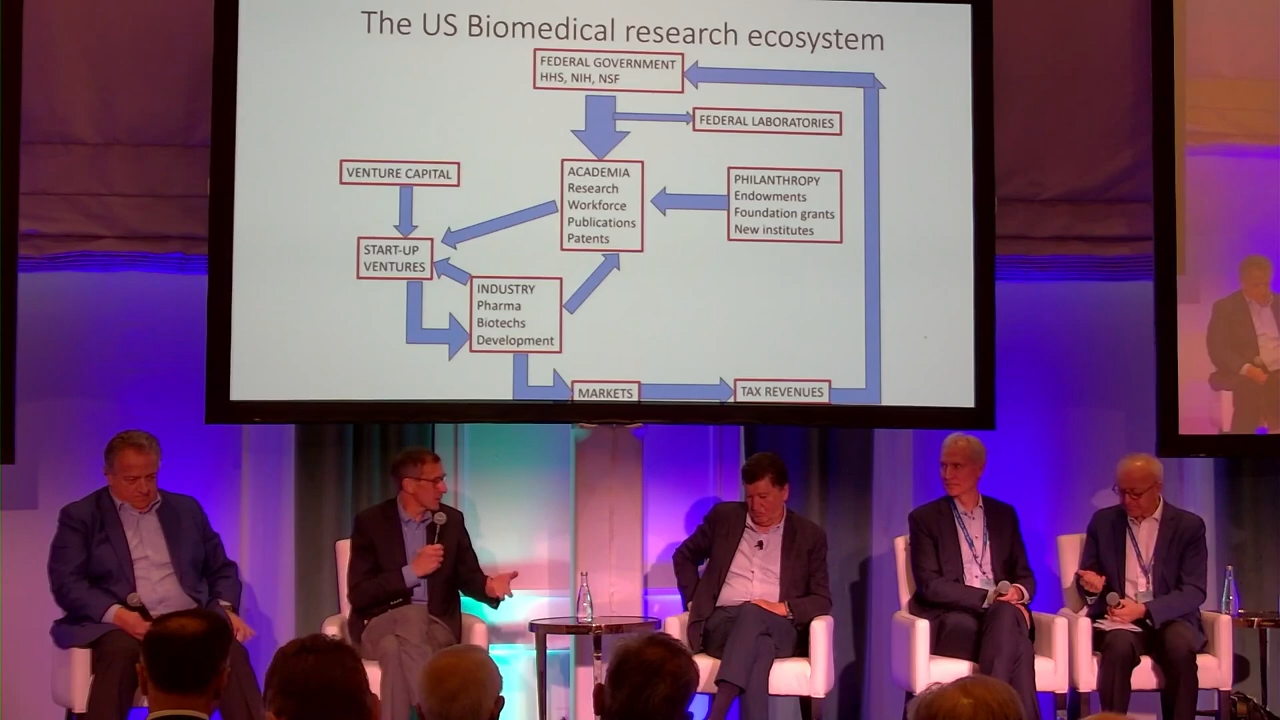 The US Biomedical research ecosystem
FEDERAL GOVERNMENT
HHS, NIH, NSF
FEDERAL LABORATORIES
VENTURE CAPITAL
ACADEMIA
Research
Workforce
Publications
Patents
PHILANTHROPY
Endowments
Foundation grants
New institutes
START-UP
VENTURES
INDUSTRY
Pharma
Biotechs
Development
MARKETS
TAX REVENUES